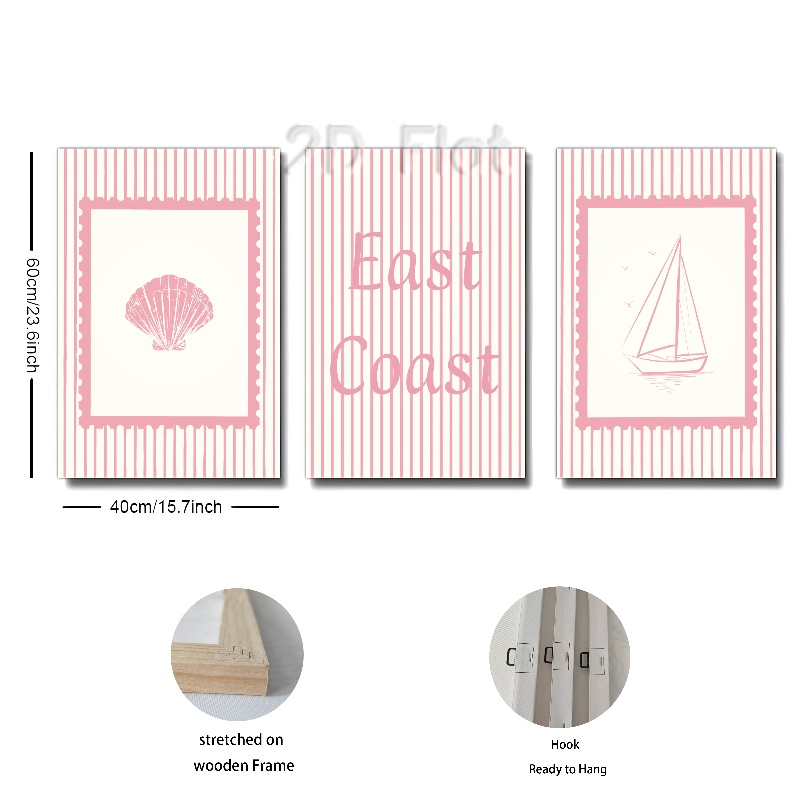 2D Flat
East
Coast
60cm/23.6inch
40cm/15.7inch
stretched on
wooden Frame
Hook
Ready to Hang